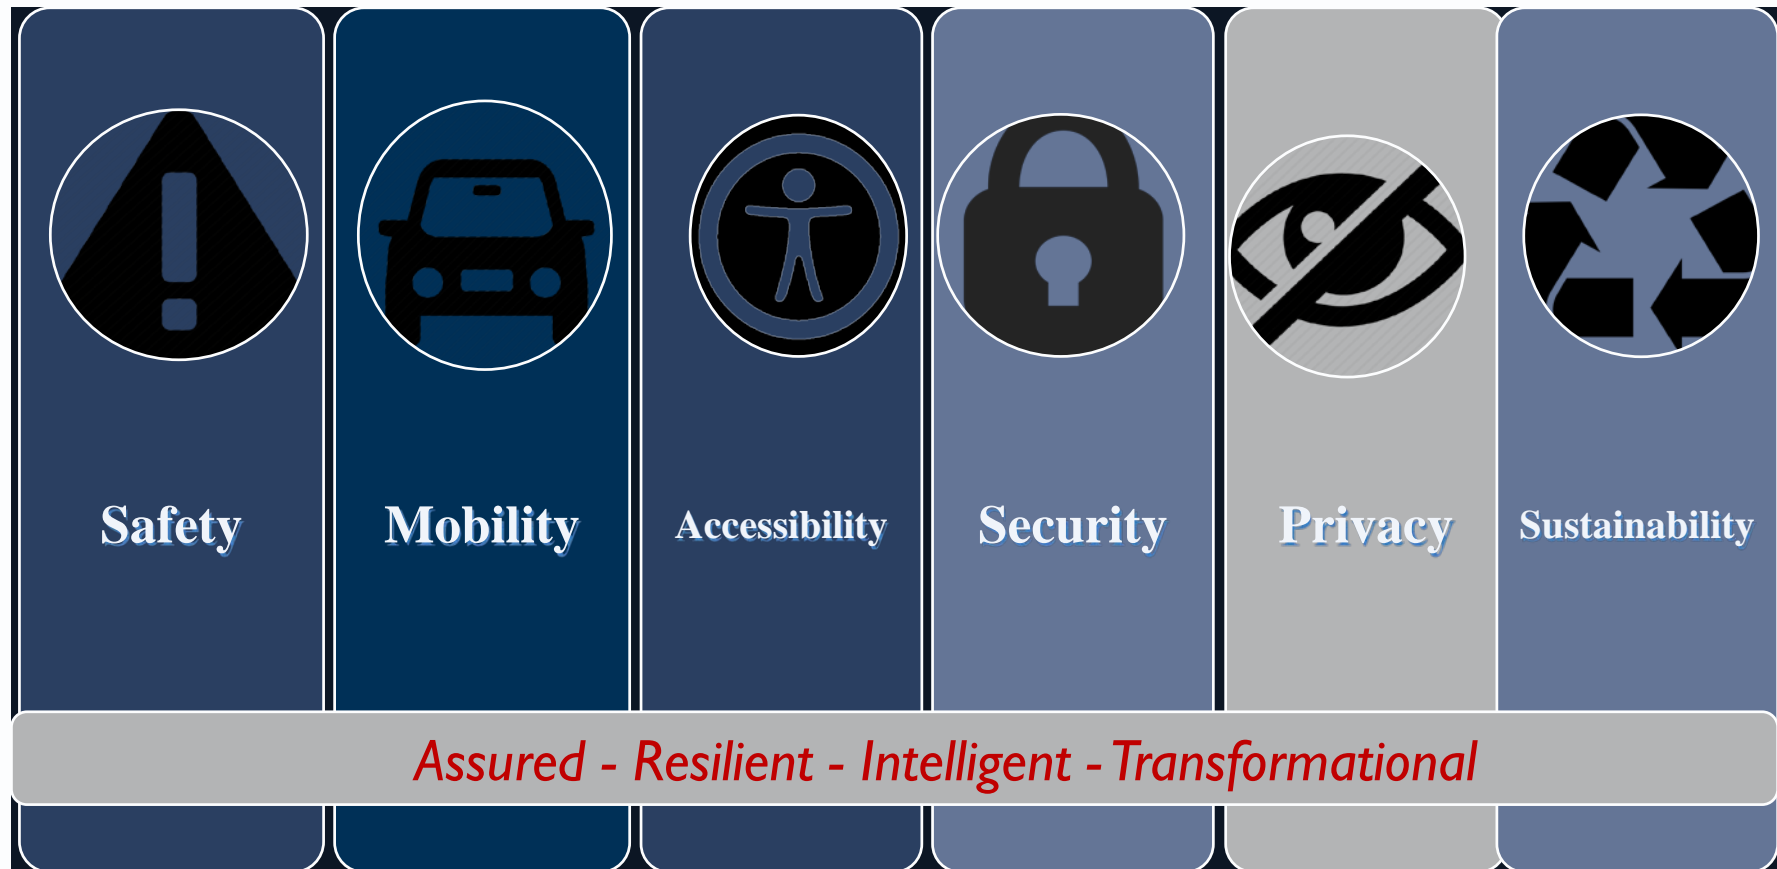 Safety
Mobility
Accessibility
Security
Privacy
Sustainability
Assured - Resilient - Intelligent - Transformational